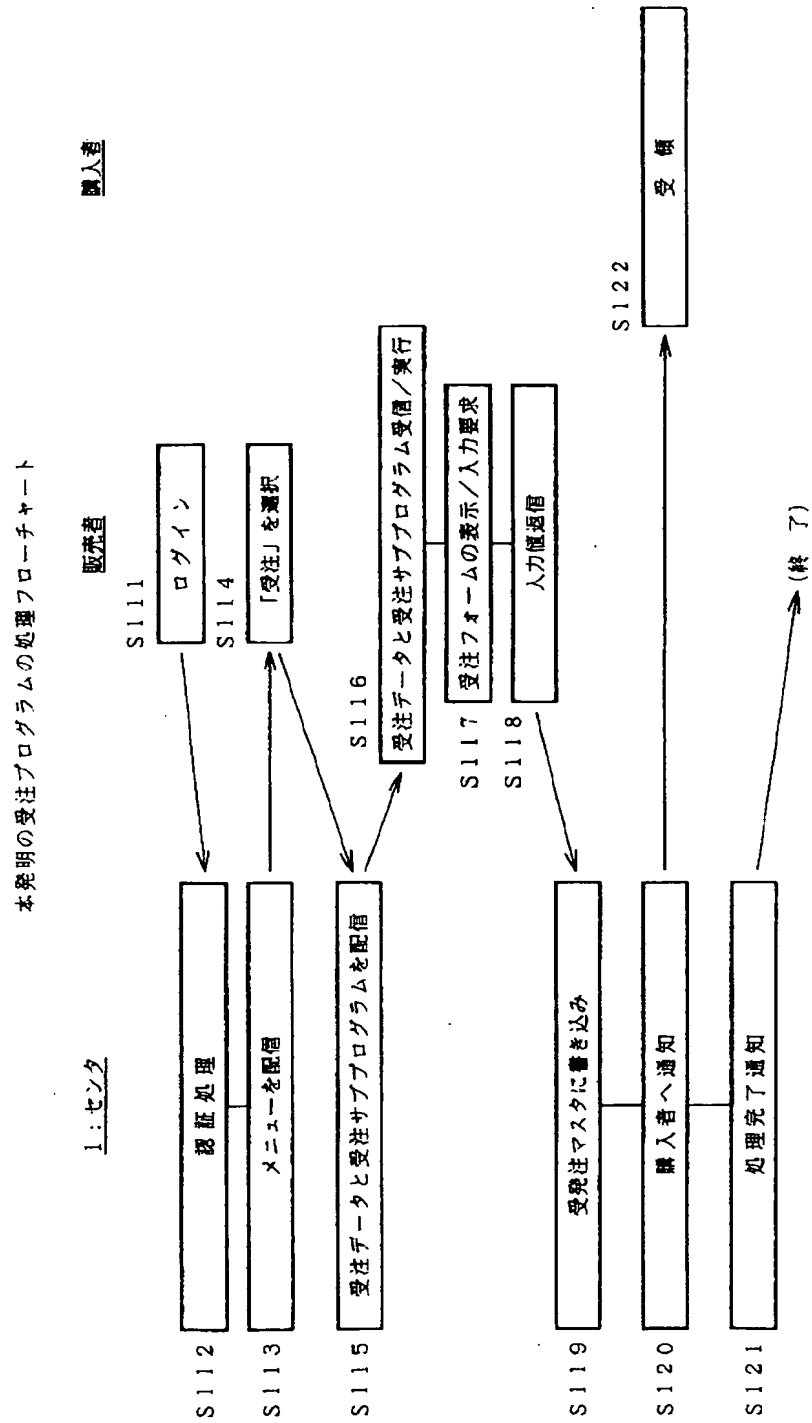 本発明の受注プログラムの処理フローチャート
1:センタ
販売者
購入者
S111
ログイン
S112
認証処理
S113
メニューを配信
S114
「受注」を選択
S115
受注データと受注サブプログラムを配信
S116
受注データと受注サブプログラム受信/実行
S117
受注フォームの表示/入力要求
S118
入力値返信
S119
受発注マスタに書き込み
S120
購入者へ通知
S121
処理完了通知
S122
受領
(終 了)